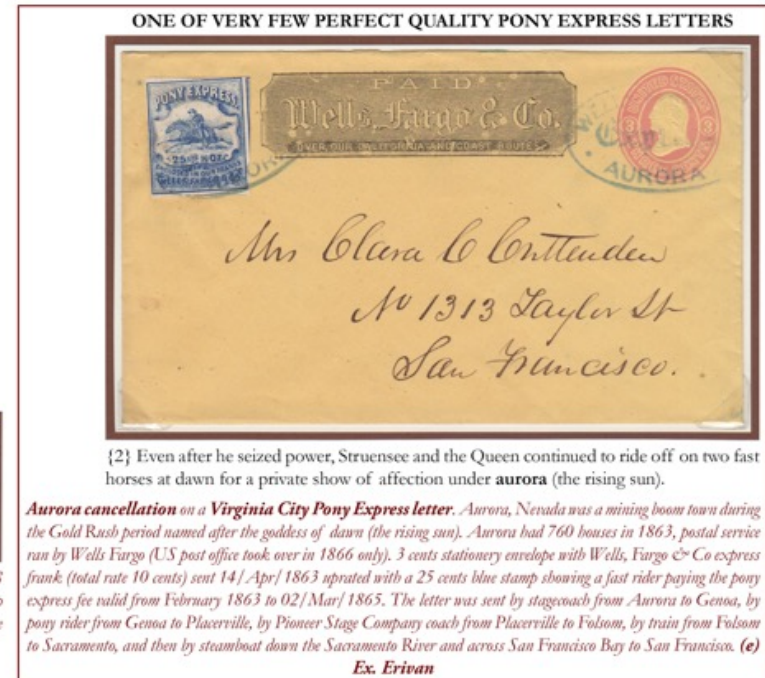 ONE OF VERY FEW PERFECT QUALITY PONY EXPRESS LETTERS
PAID
Wells, Fargo & Co.
OVER OUR CALIFORNIA AND COAST ROUTES
PONY EXPRESS
25
WELLS
AURORA
Mrs Clara C Crittenden
No 1313 Taylor St
San Francisco.
{2} Even after he seized power, Struensee and the Queen continued to ride off on two fast
horses at dawn for a private show of affection under aurora (the rising sun).
Aurora cancellation on a Virginia City Pony Express letter. Aurora, Nevada was a mining boom town during
the Gold Rush period named after the goddess of dawn (the rising sun). Aurora had 760 houses in 1863, postal service
ran by Wells Fargo (US post office took over in 1866 only). 3 cents stationery envelope with Wells, Fargo & Co express
frank (total rate 10 cents) sent 14/Apr/1863 uprated with a 25 cents blue stamp showing a fast rider paying the pony
express fee valid from February 1863 to 02/Mar/1865. The letter was sent by stagecoach from Aurora to Genoa, by
pony rider from Genoa to Placerville, by Pioneer Stage Company coach from Placerville to Folsom, by train from Folsom
to Sacramento, and then by steamboat down the Sacramento River and across San Francisco Bay to San Francisco. (e)
Ex. Erivan